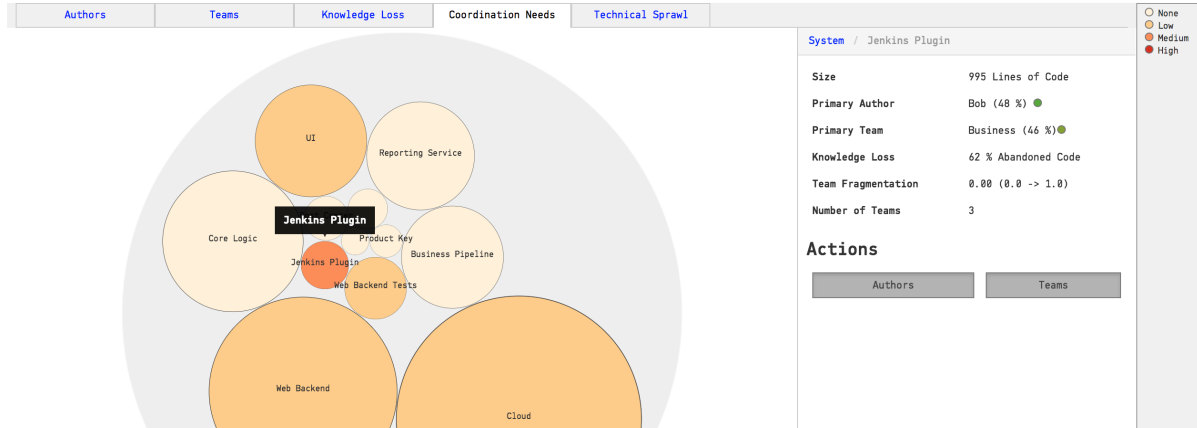 Authors
Teams
Knowledge Loss
Coordination Needs
Technical Sprawl
None
Low
Medium
High
System / Jenkins Plugin
Size 995 Lines of Code
Primary Author Bob (48 %)
Primary Team Business (46 %)
Knowledge Loss 62 % Abandoned Code
Team Fragmentation 0.00 (0.0 -> 1.0)
Number of Teams 3
Actions
Authors
Teams
UI
Reporting Service
Jenkins Plugin
Core Logic
Product Key
Business Pipeline
Jenkins Plugin
Web Backend Tests
Web Backend
Cloud